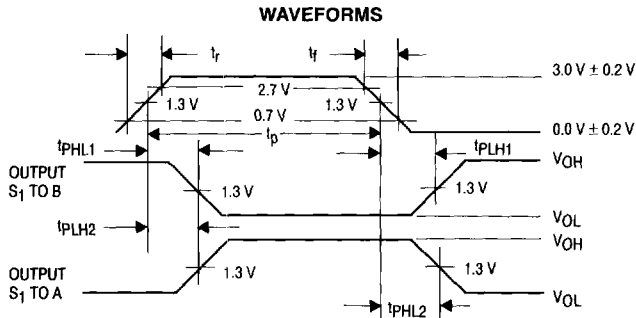 WAVEFORMS
tr
tf
3.0 V ± 0.2 V
2.7 V
1.3 V
1.3 V
0.7 V
0.0 V ± 0.2 V
tp
tPHL1
tPLH1
OUTPUT
S1 TO B
VOH
1.3 V
1.3 V
tPLH2
VOL
VOH
OUTPUT
S1 TO A
1.3 V
1.3 V
VOL
tPHL2